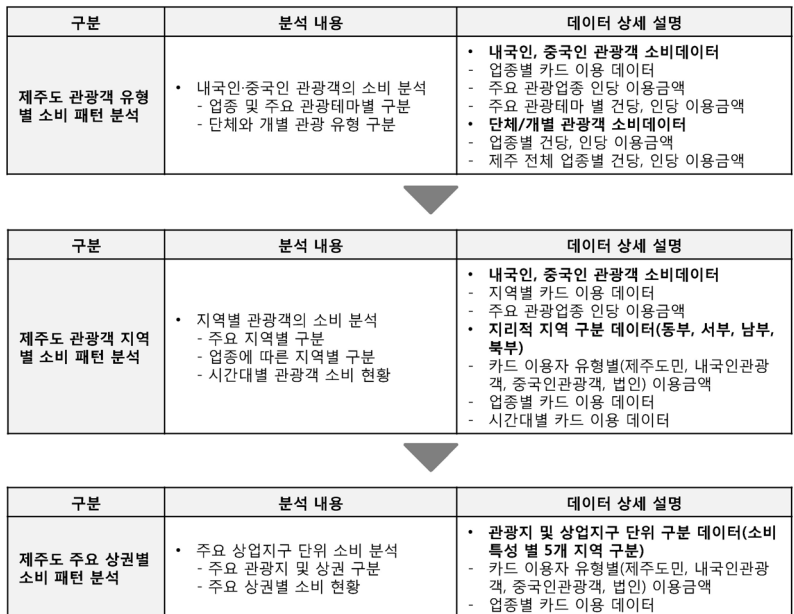 구분 분석 내용 데이터 상세 설명
제주도 관광객 유형
별 소비 패턴 분석
• 내국인·중국인 관광객의 소비 분석
- 업종 및 주요 관광테마별 구분
- 단체와 개별 관광 유형 구분
• 내국인, 중국인 관광객 소비데이터
- 업종별 카드 이용 데이터
- 주요 관광업종 인당 이용금액
- 주요 관광테마 별 건당, 인당 이용금액
• 단체/개별 관광객 소비데이터
- 업종별 건당, 인당 이용금액
- 제주 전체 업종별 건당, 인당 이용금액
구분 분석 내용 데이터 상세 설명
제주도 관광객 지역
별 소비 패턴 분석
• 지역별 관광객의 소비 분석
- 주요 지역별 구분
- 업종에 따른 지역별 구분
- 시간대별 관광객 소비 현황
• 내국인, 중국인 관광객 소비데이터
- 지역별 카드 이용 데이터
- 주요 관광업종 인당 이용금액
• 지리적 지역 구분 데이터(동부, 서부, 남부,
북부)
- 카드 이용자 유형별(제주도민, 내국인관광
객, 중국인관광객, 법인) 이용금액
- 업종별 카드 이용 데이터
- 시간대별 카드 이용 데이터
구분 분석 내용 데이터 상세 설명
제주도 주요 상권별
소비 패턴 분석
• 주요 상업지구 단위 소비 분석
- 주요 관광지 및 상권 구분
- 주요 상권별 소비 현황
• 관광지 및 상업지구 단위 구분 데이터(소비
특성 별 5개 지역 구분)
- 카드 이용자 유형별(제주도민, 내국인관광
객, 중국인관광객, 법인) 이용금액
- 업종별 카드 이용 데이터